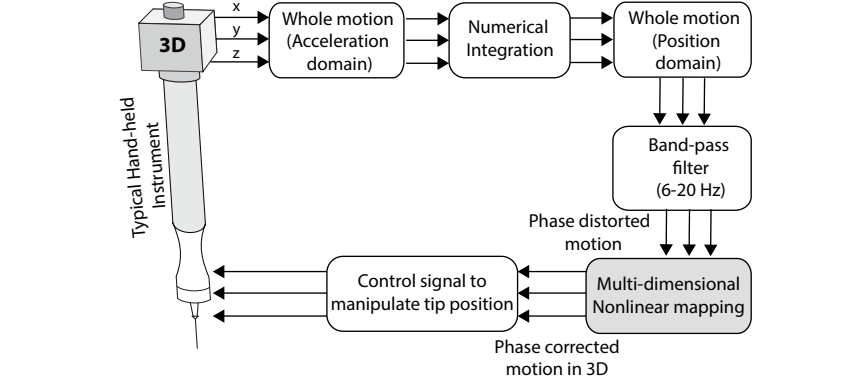 x
y
z
3D
Typical Hand-held
Instrument
Whole motion
(Acceleration
domain)
Numerical
Integration
Whole motion
(Position
domain)
Band-pass
filter
(6-20 Hz)
Phase distorted
motion
Multi-dimensional
Nonlinear mapping
Control signal to
manipulate tip position
Phase corrected
motion in 3D